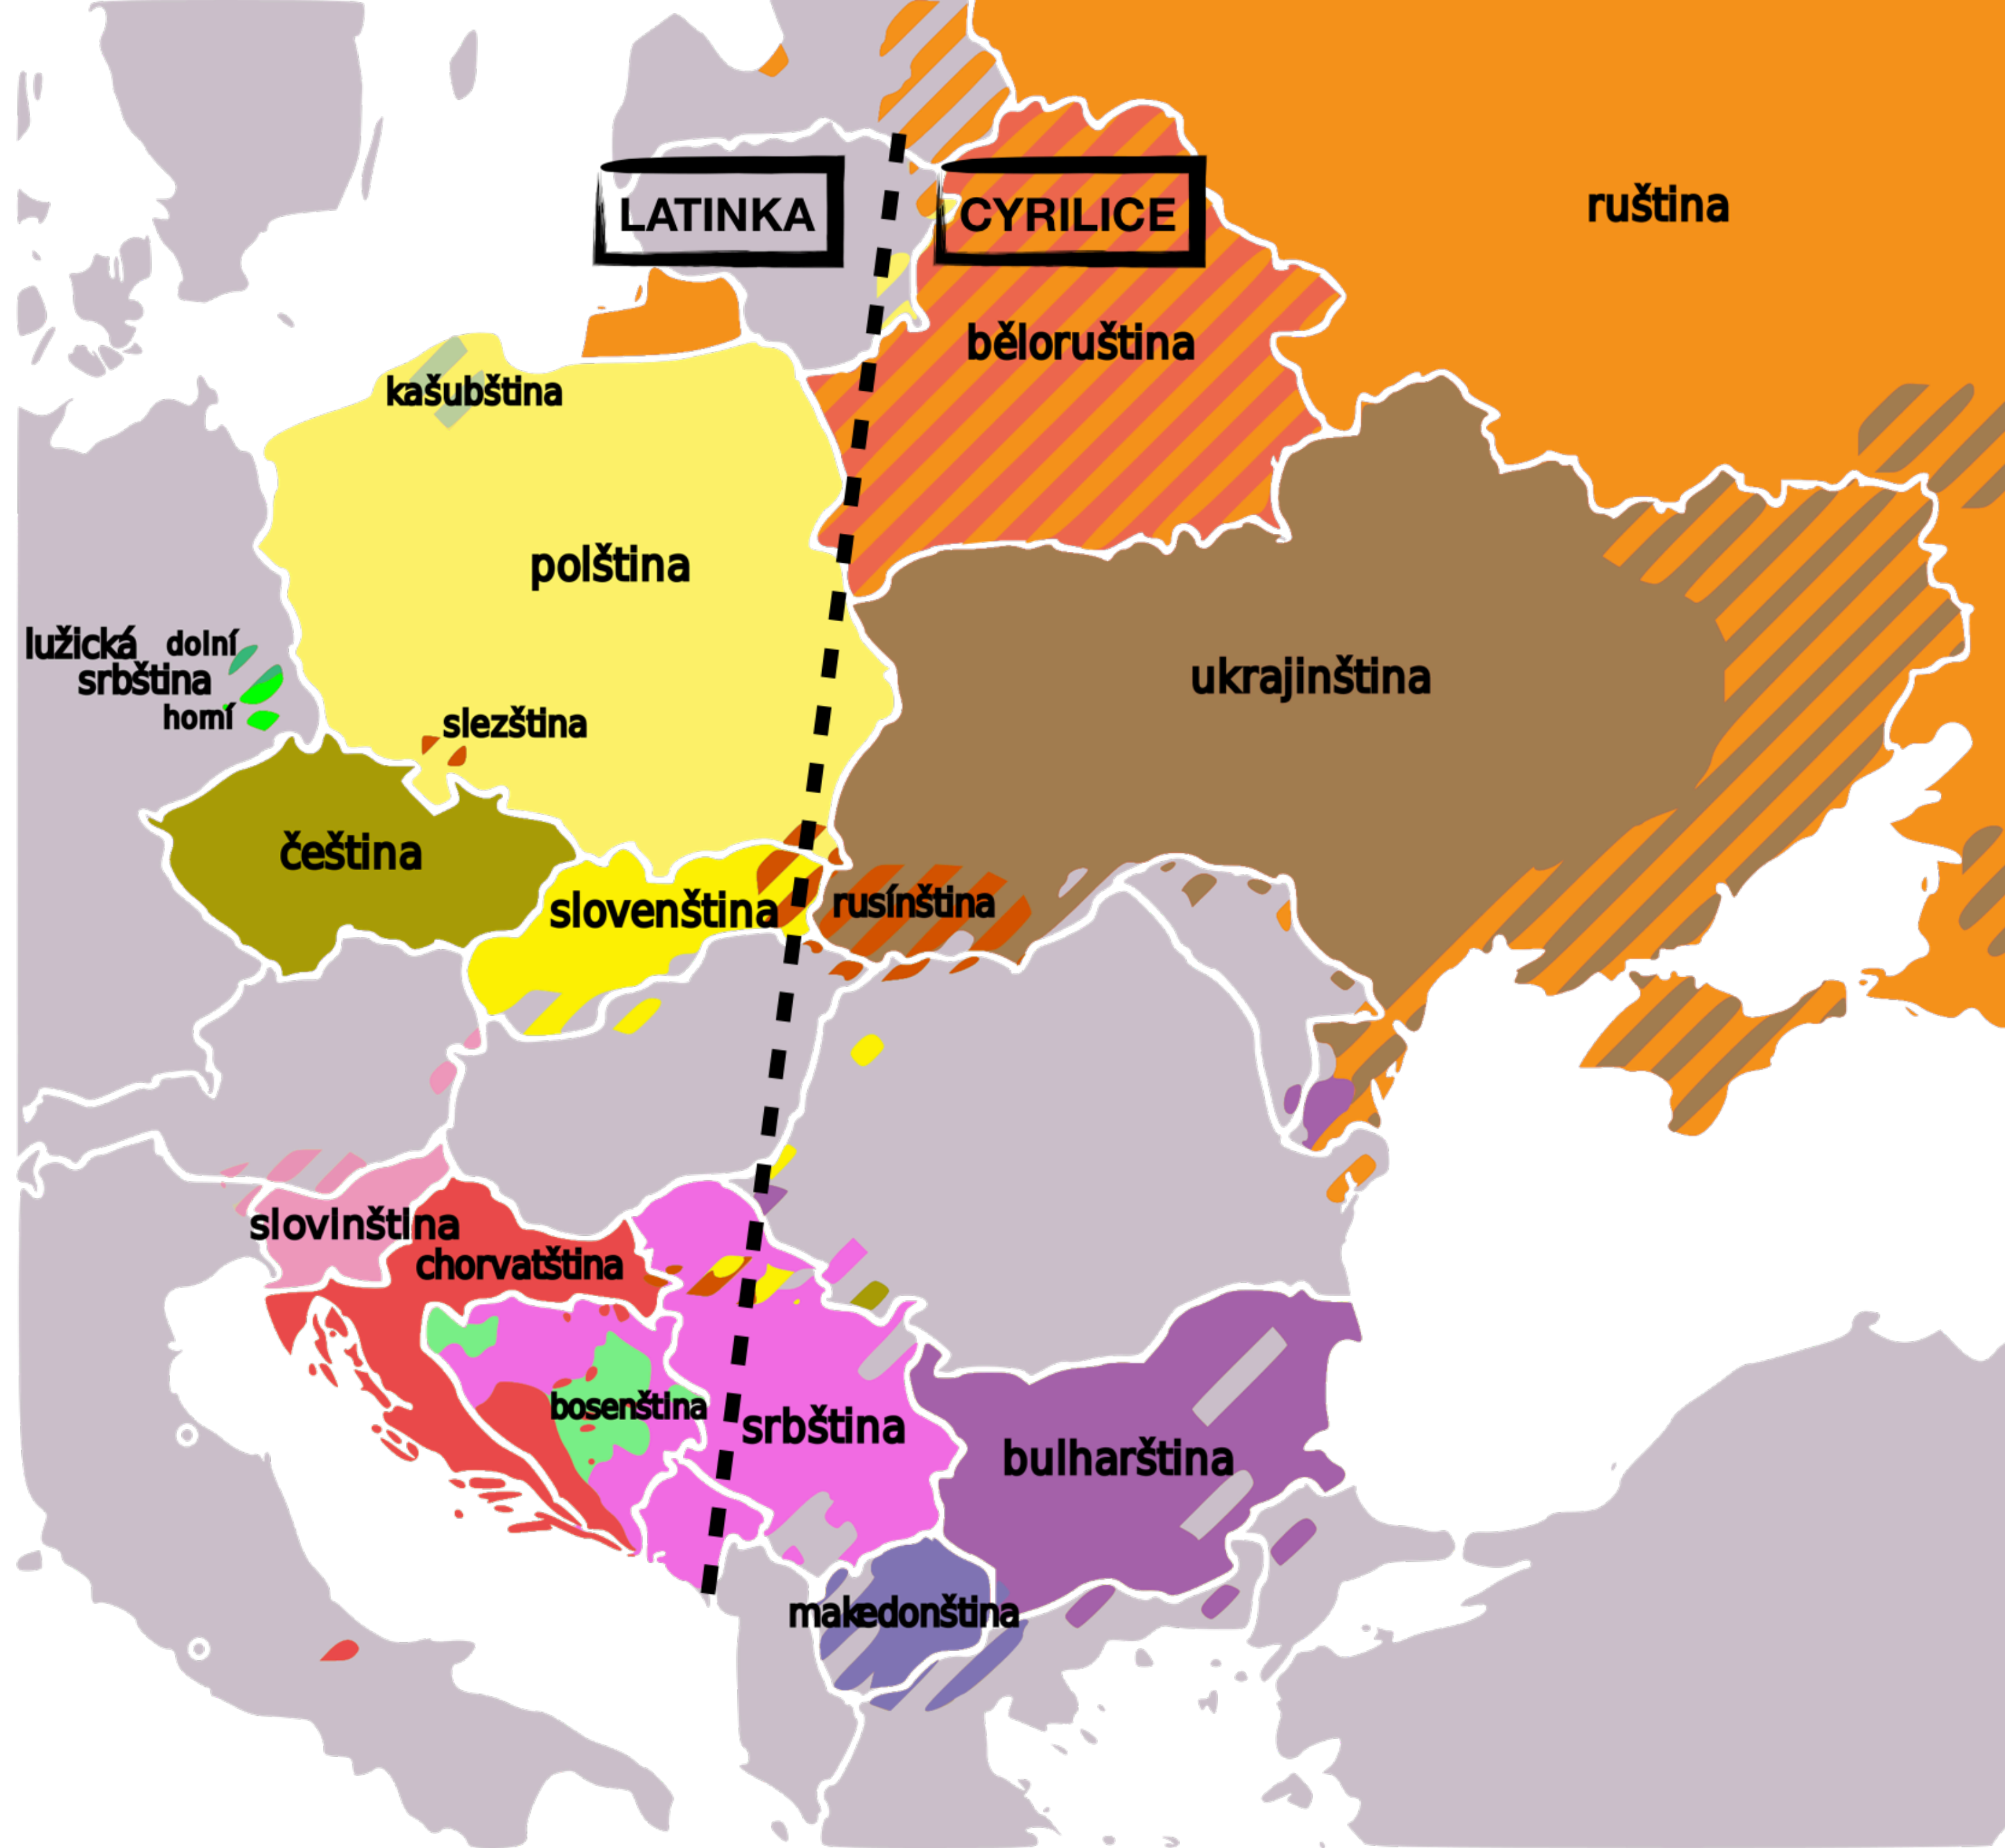 ruština
LATINKA
CYRILICE
běloruština
kašubština
polština
lužická
srbština
dolní
horní
slezština
ukrajinština
čeština
slovenština
rusínština
slovinština
chorvatština
bosenština
srbština
bulharština
makedonština